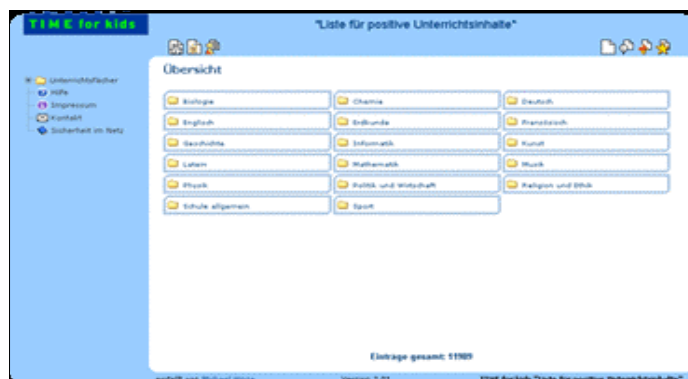 TIME for kids
"Liste für positive Unterrichtsinhalte"
Übersicht
Unterrichtsfächer
Hilfe
Impressum
Kontakt
Sicherheit im Netz
Biologie
Chemie
Deutsch
Englisch
Erdkunde
Französisch
Geschichte
Informatik
Kunst
Latein
Mathematik
Musik
Physik
Politik und Wirtschaft
Religion und Ethik
Schule allgemein
Sport
Einträge gesamt: 11989